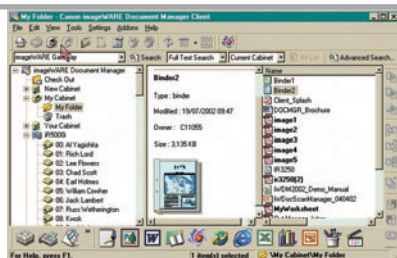 My Folder - Canon imageWARE Document Manager Client
File Edit View Tools Settings Addons Help
imageWARE Gateway
Search Full Text Search Current Cabinet All List Advanced Search...
imageWARE Document Manager
Check Out
New Cabinet
My Cabinet
My Folder
Trash
Your Cabinet
iR5000i
00: Al Yagishita
01: Rich Lord
02: Lee Flowers
03: Chad Scott
04: Earl Holmes
05: William Cowher
06: Jack Lambert
07: Russ Wetherington
Binder2
Type : binder
Modified : 19/07/2002 09:47
Owner : C11055
Size : 3,135 KB
Name
Binder1
Binder2
Client_Splash
DOCMGR_Brochure
image1
image2
image3
image4
image5
IR3250
ir3250(2)
IWDM2002_Demo_Manual
IWDocScanManager_040402
MyWorksheet
For Help, press F1.
1 item(s) selected
\My Cabinet\My Folder